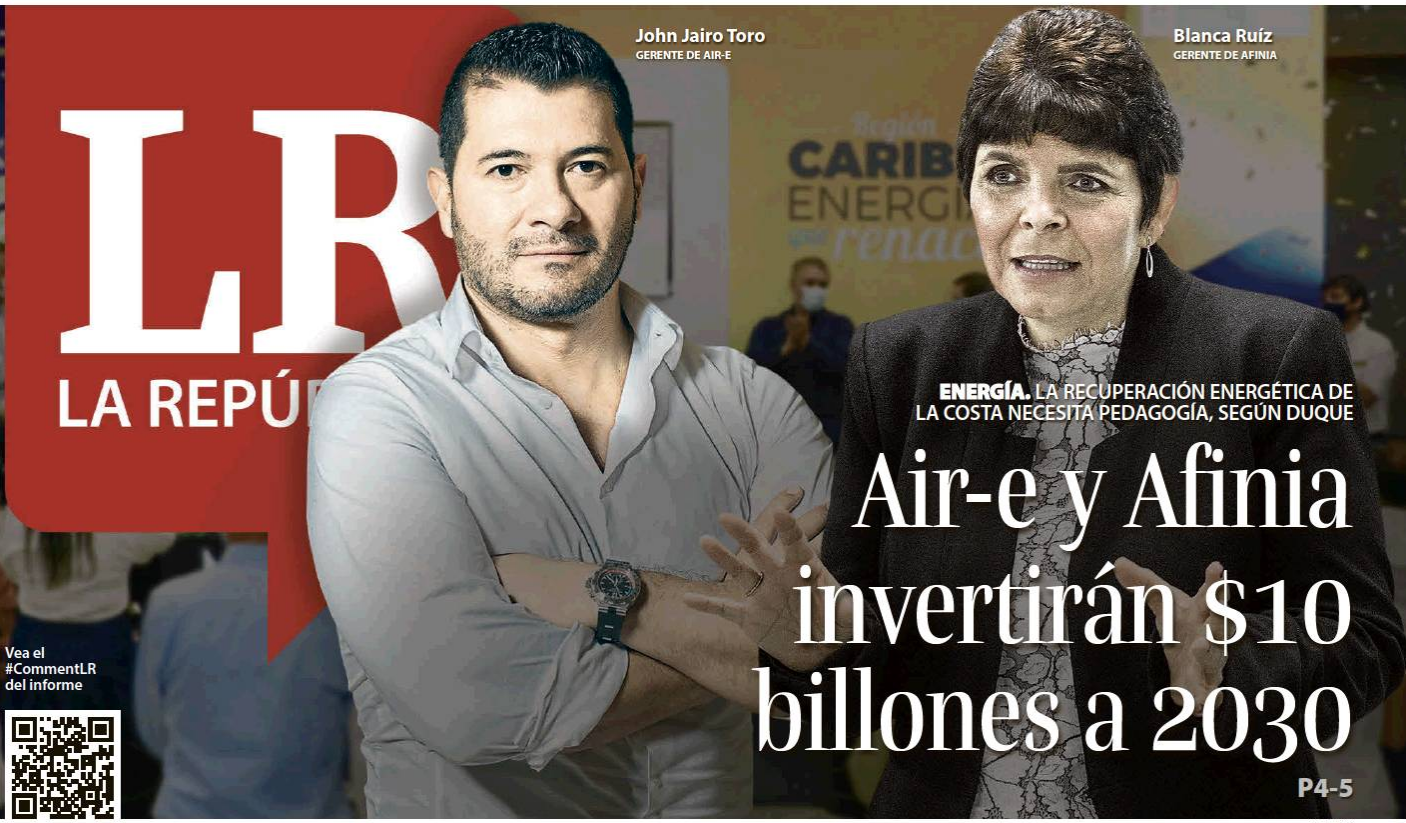 John Jairo Toro
GERENTE DE AIR-E
Blanca Ruíz
GERENTE DE AFINIA
LR
LA REPÚ
Región
CARIB
ENERGÍ
que renac
ENERGÍA. LA RECUPERACIÓN ENERGÉTICA DE
LA COSTA NECESITA PEDAGOGÍA, SEGÚN DUQUE
Air-e y Afinia
invertirán $10
billones a 2030
P4-5
Vea el
#CommentLR
del informe